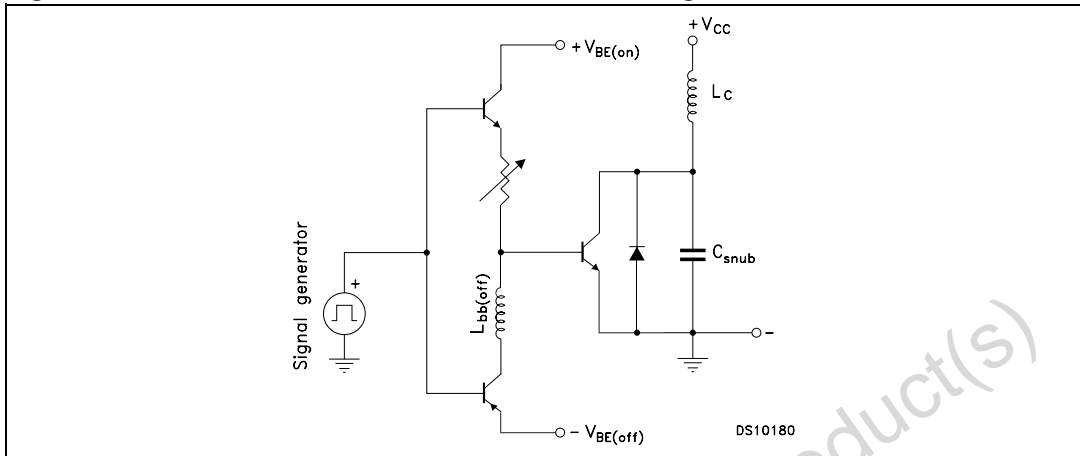 + V_CC
+ V_BE(on)
L_C
Signal generator
+
L_bb(off)
C_snub
-
- V_BE(off)
DS10180
duct(s)